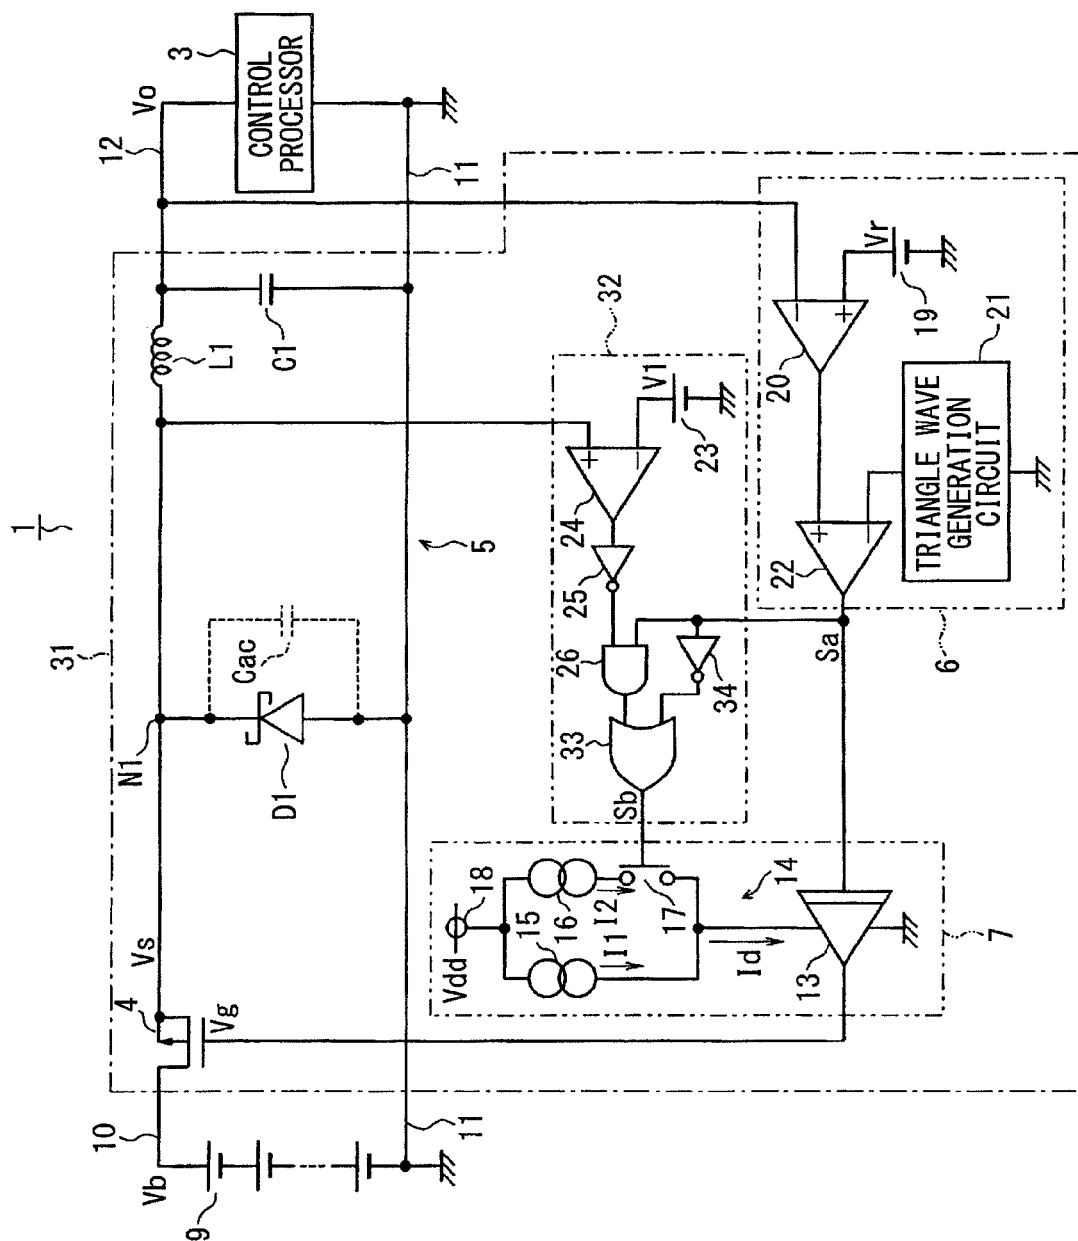 1
31
Vb
10
4
Vs
N1
L1
12
Vo
3
CONTROL
PROCESSOR
9
Vg
D1
Cac
C1
11
11
5
32
Vdd
18
15
16
I1
I2
17
Id
14
13
7
Sb
33
34
26
25
24
V1
23
Sa
6
22
20
Vr
19
21
TRIANGLE WAVE
GENERATION
CIRCUIT
+
−
+
−
−
+